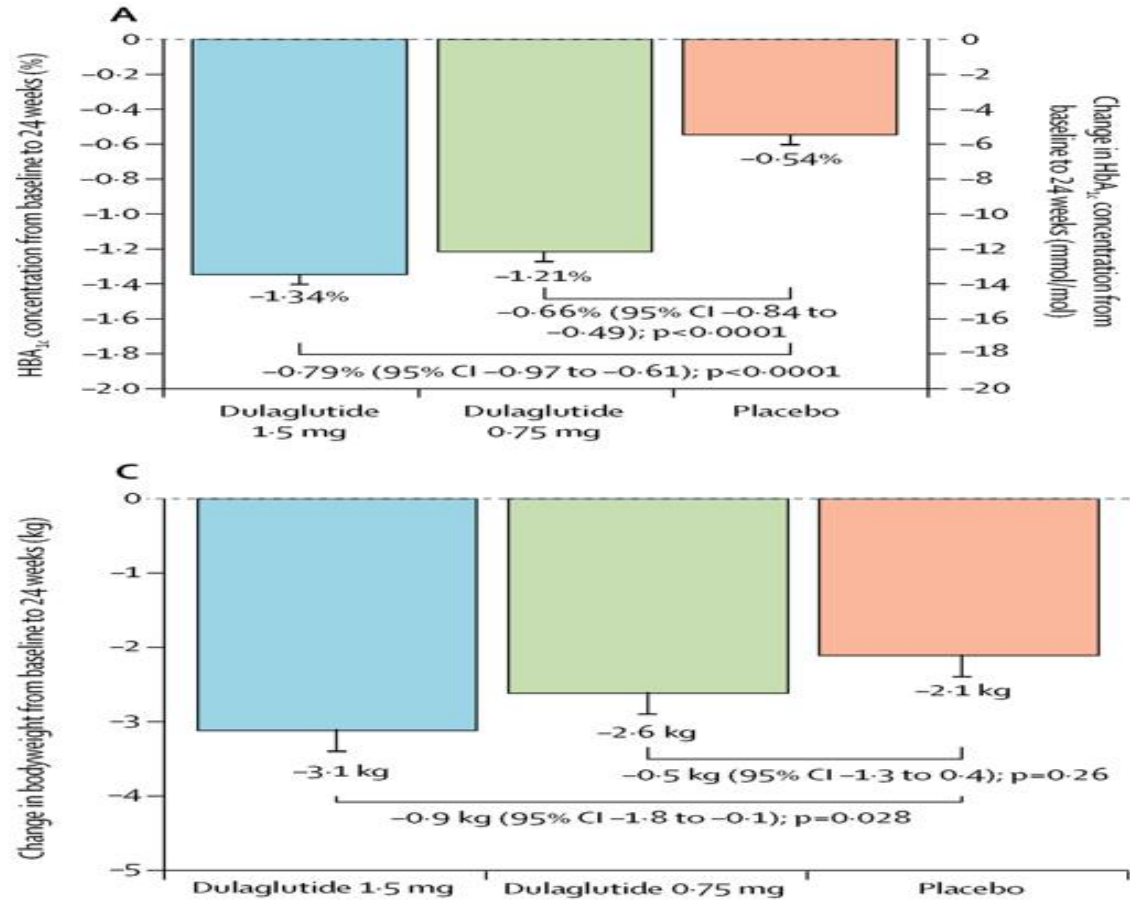 A
HBA1c concentration from baseline to 24 weeks (%)
0
–0·2
–0·4
–0·6
–0·8
–1·0
–1·2
–1·4
–1·6
–1·8
–2·0
–1·34%
–1·21%
–0·54%
–0·66% (95% CI –0·84 to
–0·49); p<0·0001
–0·79% (95% CI –0·97 to –0·61); p<0·0001
0
–2
–4
–6
–8
–10
–12
–14
–16
–18
–20
Change in HbA1c concentration from
baseline to 24 weeks (mmol/mol)
Dulaglutide
1·5 mg
Dulaglutide
0·75 mg
Placebo
C
Change in bodyweight from baseline to 24 weeks (kg)
0
–1
–2
–3
–4
–5
–3·1 kg
–2·6 kg
–2·1 kg
–0·5 kg (95% CI –1·3 to 0·4); p=0·26
–0·9 kg (95% CI –1·8 to –0·1); p=0·028
Dulaglutide 1·5 mg
Dulaglutide 0·75 mg
Placebo